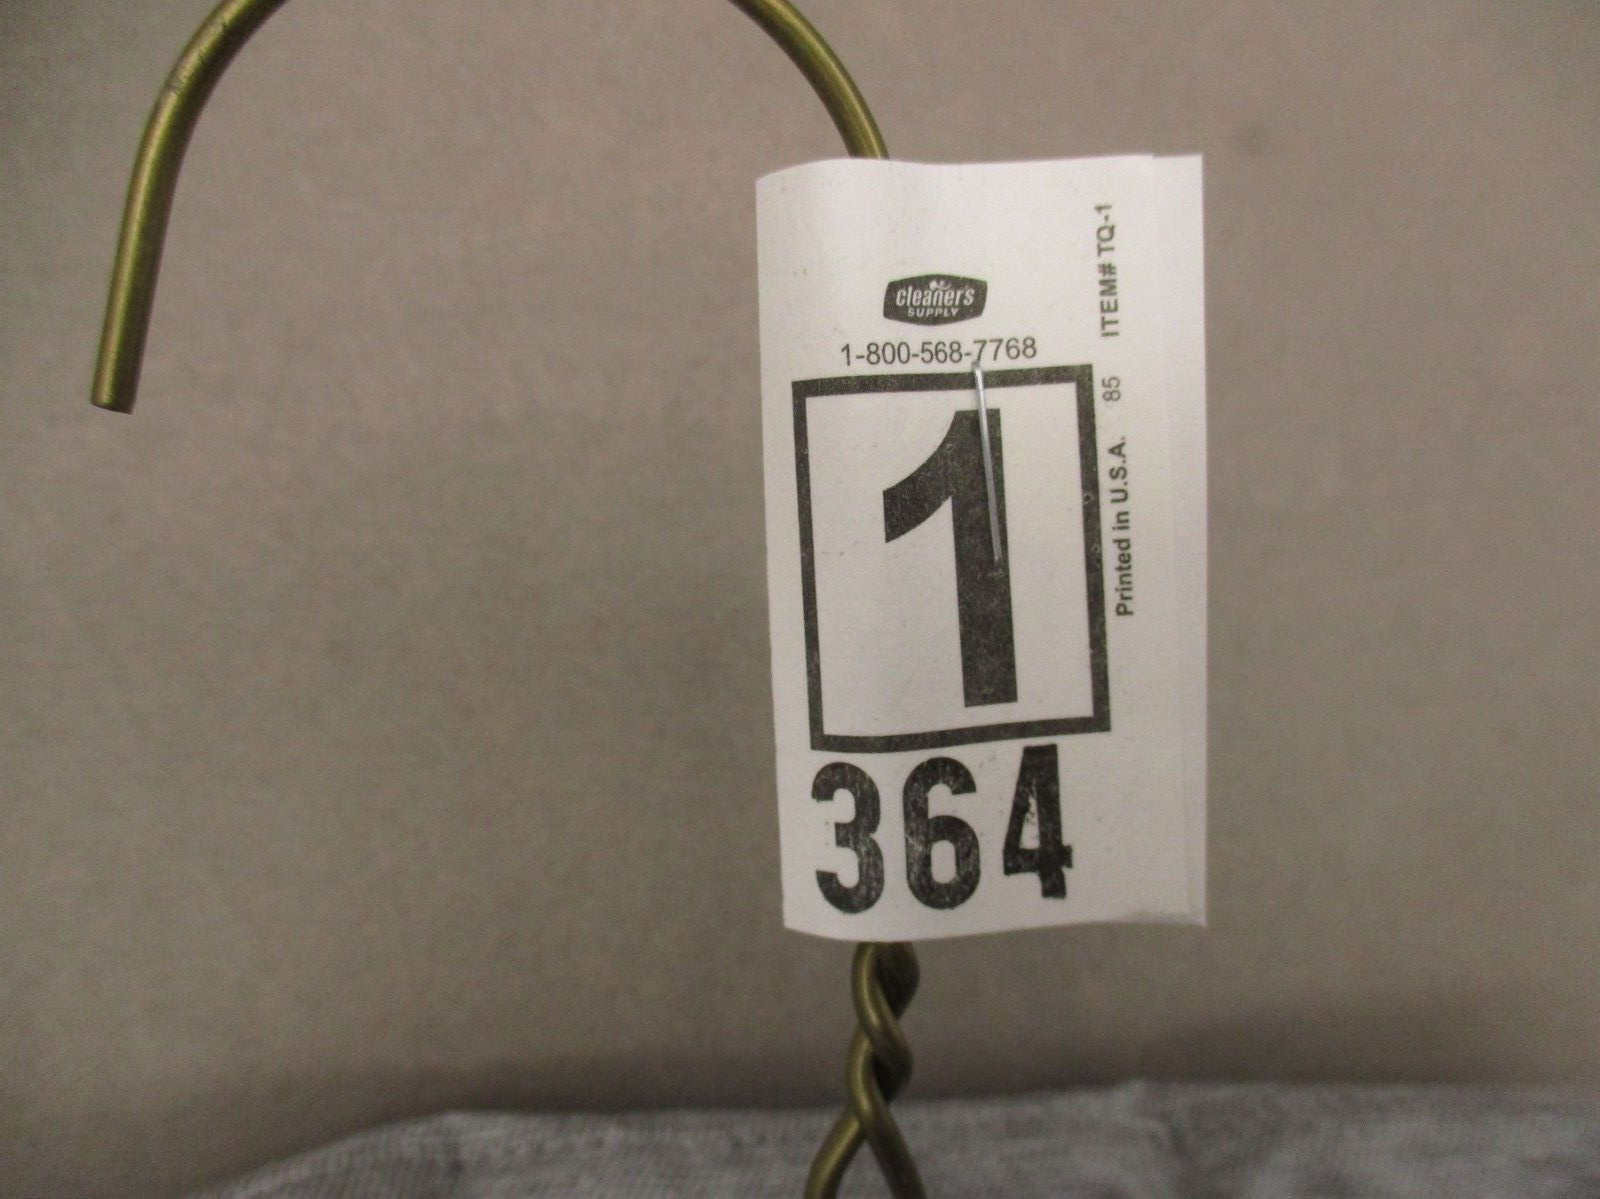 cleaner's
SUPPLY
1-800-568-7768
1
364
Printed in U.S.A. 85 ITEM# TQ-1